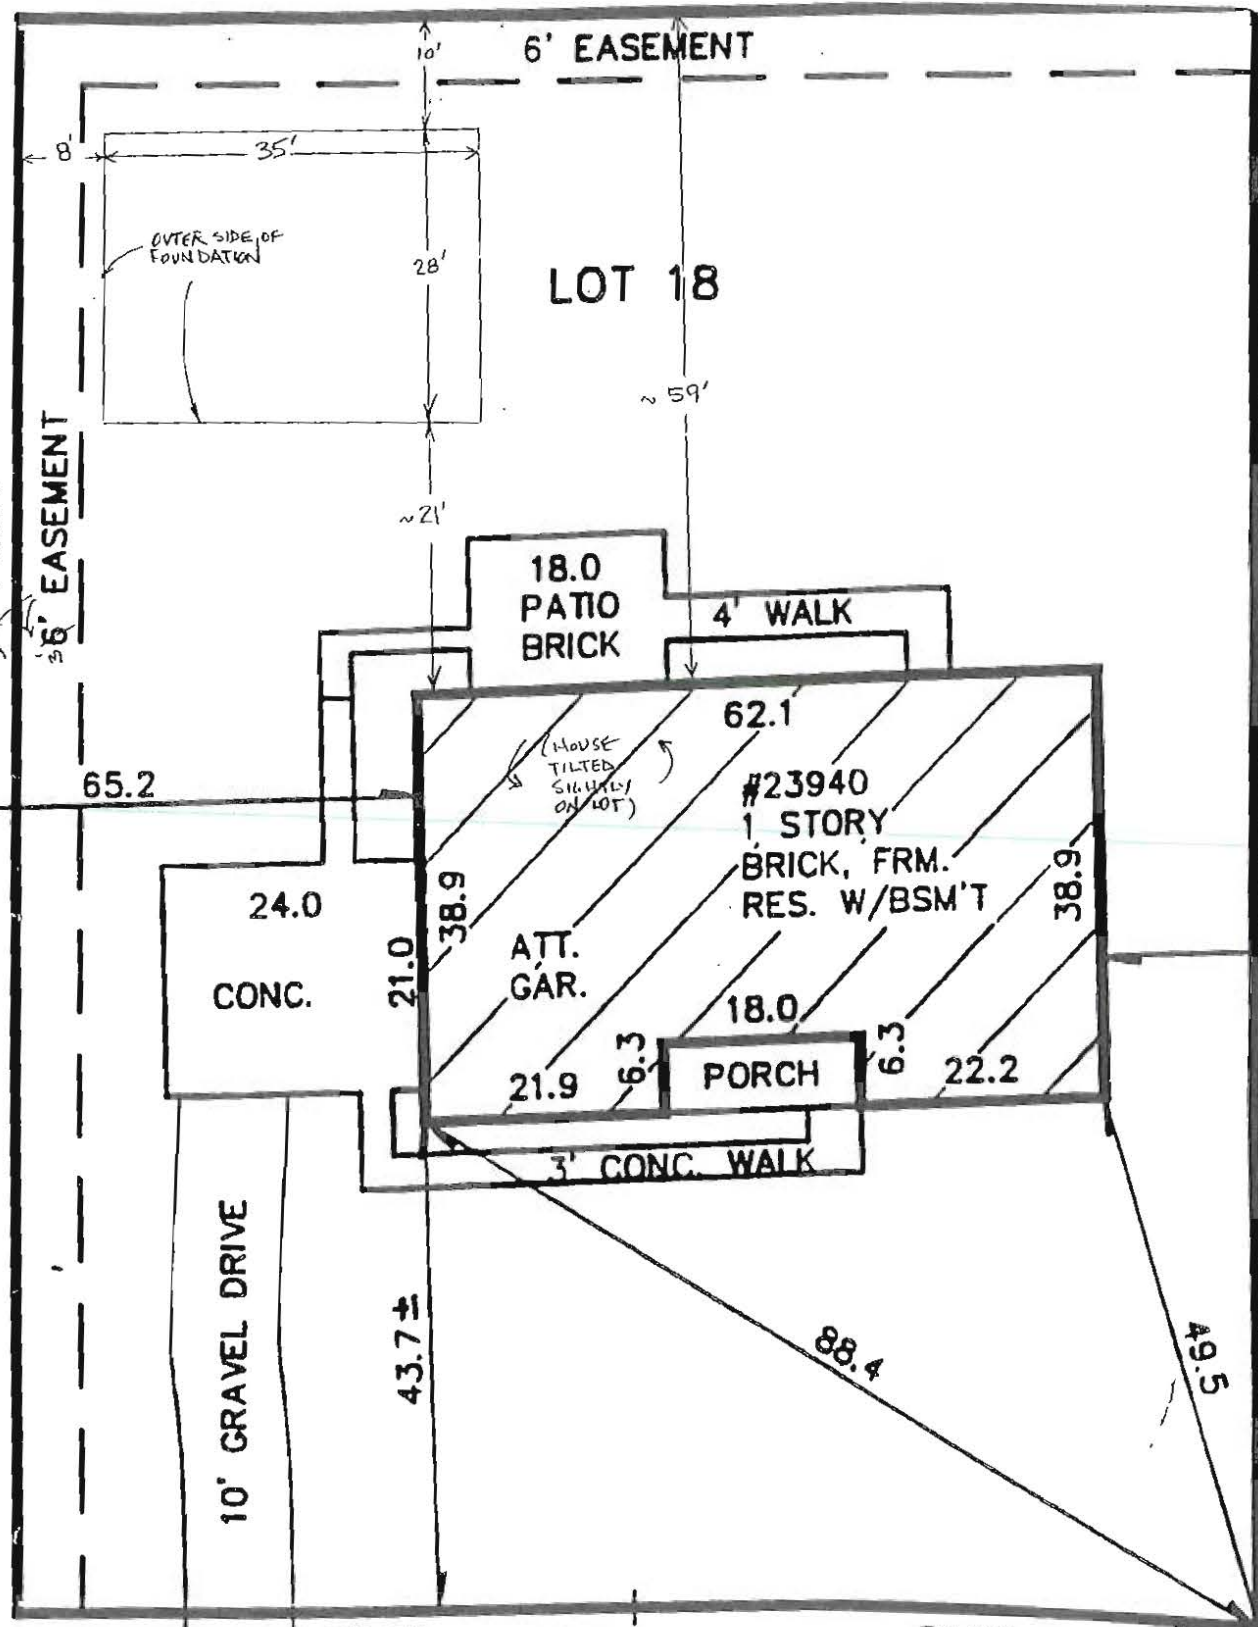 10'
6' EASEMENT
8'
35'
OUTER SIDE OF
FOUNDATION
28'
LOT 18
~ 59'
6' EASEMENT
~21'
18.0
PATIO
BRICK
4' WALK
62.1
(HOUSE
TILTED
SLIGHTLY
ON LOT)
65.2
#23940
1 STORY
BRICK, FRM.
RES. W/BSM'T
38.9
38.9
24.0
CONC.
21.0
ATT.
GAR.
18.0
6.3
PORCH
6.3
21.9
22.2
3' CONC. WALK
10' GRAVEL DRIVE
43.7±
88.4
49.5